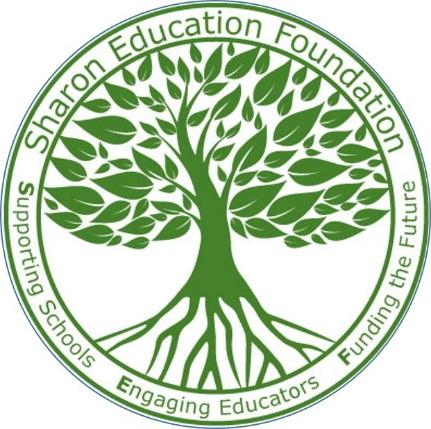 Sharon Education Foundation
Supporting Schools
Engaging Educators
Funding the Future